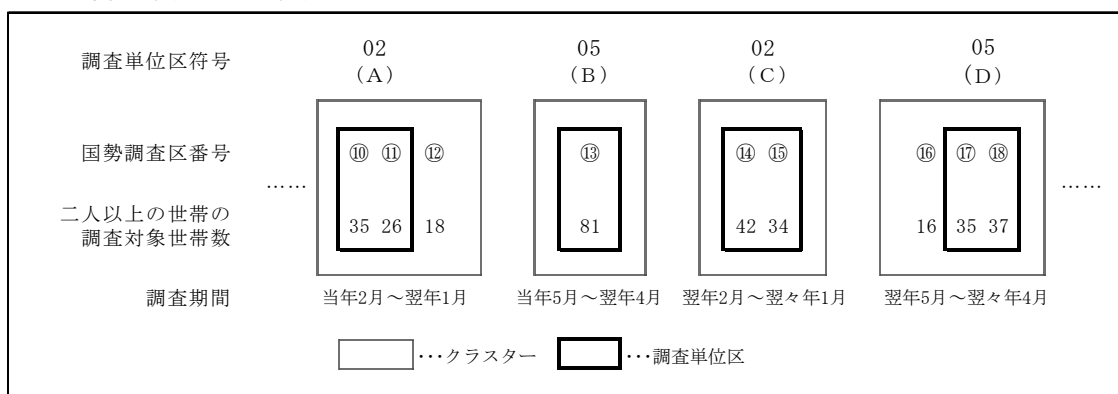 調査単位区符号 02 05 02 05
(A) (B) (C) (D)
国勢調査区番号 ⑩ ⑪ ⑫ ⑬ ⑭ ⑮ ⑯ ⑰ ⑱
…… ……
二人以上の世帯の
調査対象世帯数 35 26 18 81 42 34 16 35 37
調査期間 当年2月～翌年1月 当年5月～翌年4月 翌年2月～翌々年1月 翌年5月～翌々年4月
…クラスター …調査単位区